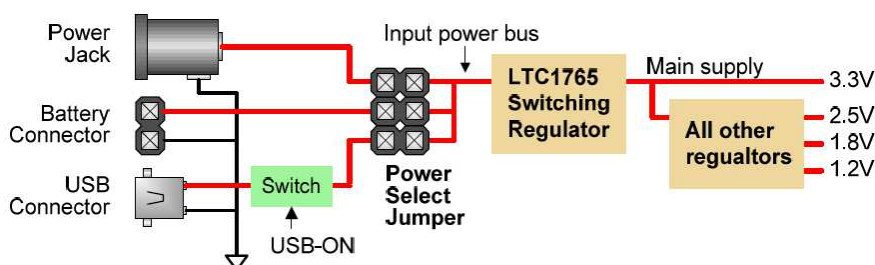 Power
Jack
Input power bus
LTC1765
Switching
Regulator
Main supply
3.3V
2.5V
1.8V
1.2V
All other
regualtors
Battery
Connector
USB
Connector
Switch
USB-ON
Power
Select
Jumper